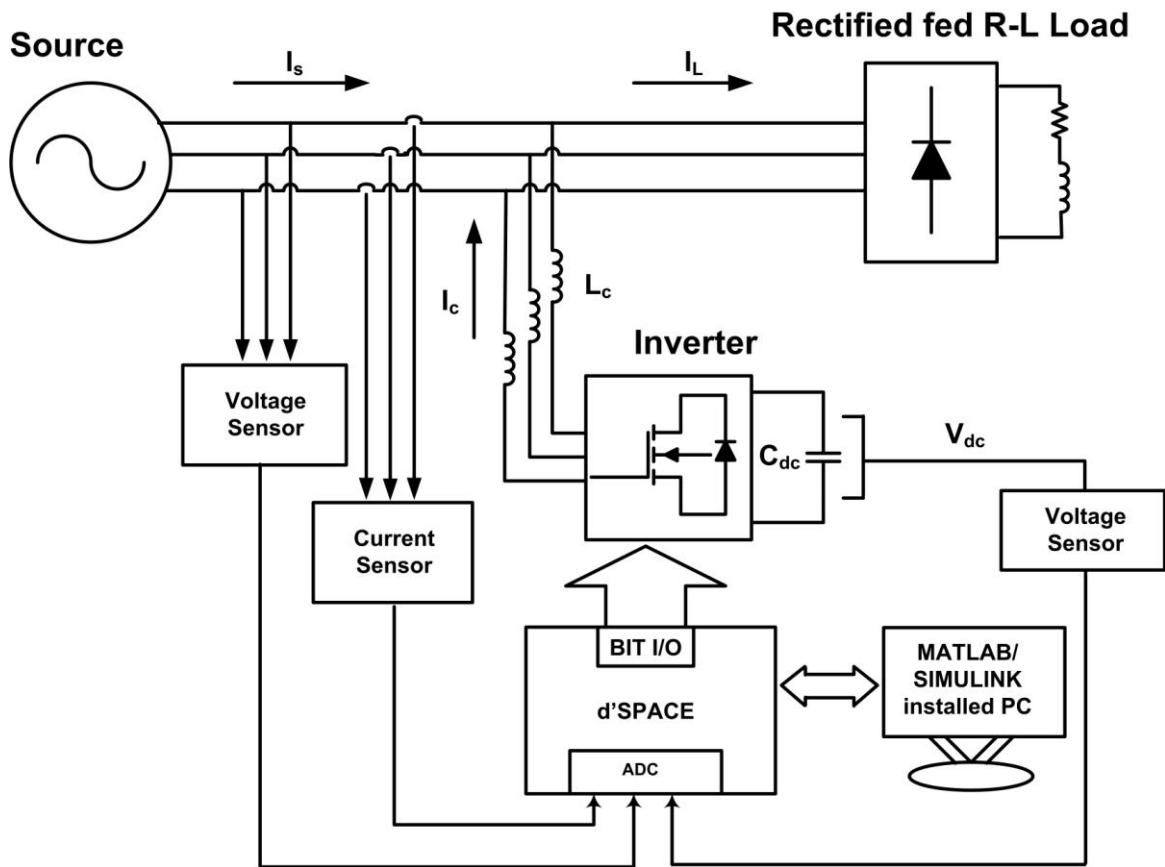 Rectified fed R-L Load
Source
Is
IL
Ic
Lc
Inverter
Voltage
Sensor
Cdc
Vdc
Current
Sensor
Voltage
Sensor
BIT I/O
d'SPACE
ADC
MATLAB/
SIMULINK
installed PC